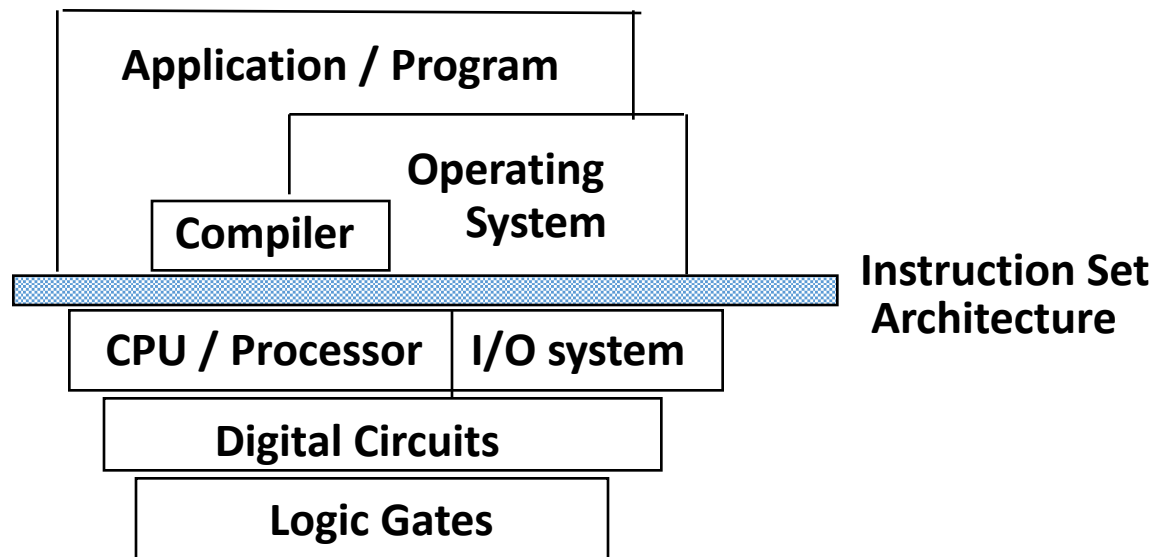 Application / Program
Operating
System
Compiler
Instruction Set
Architecture
CPU / Processor
I/O system
Digital Circuits
Logic Gates